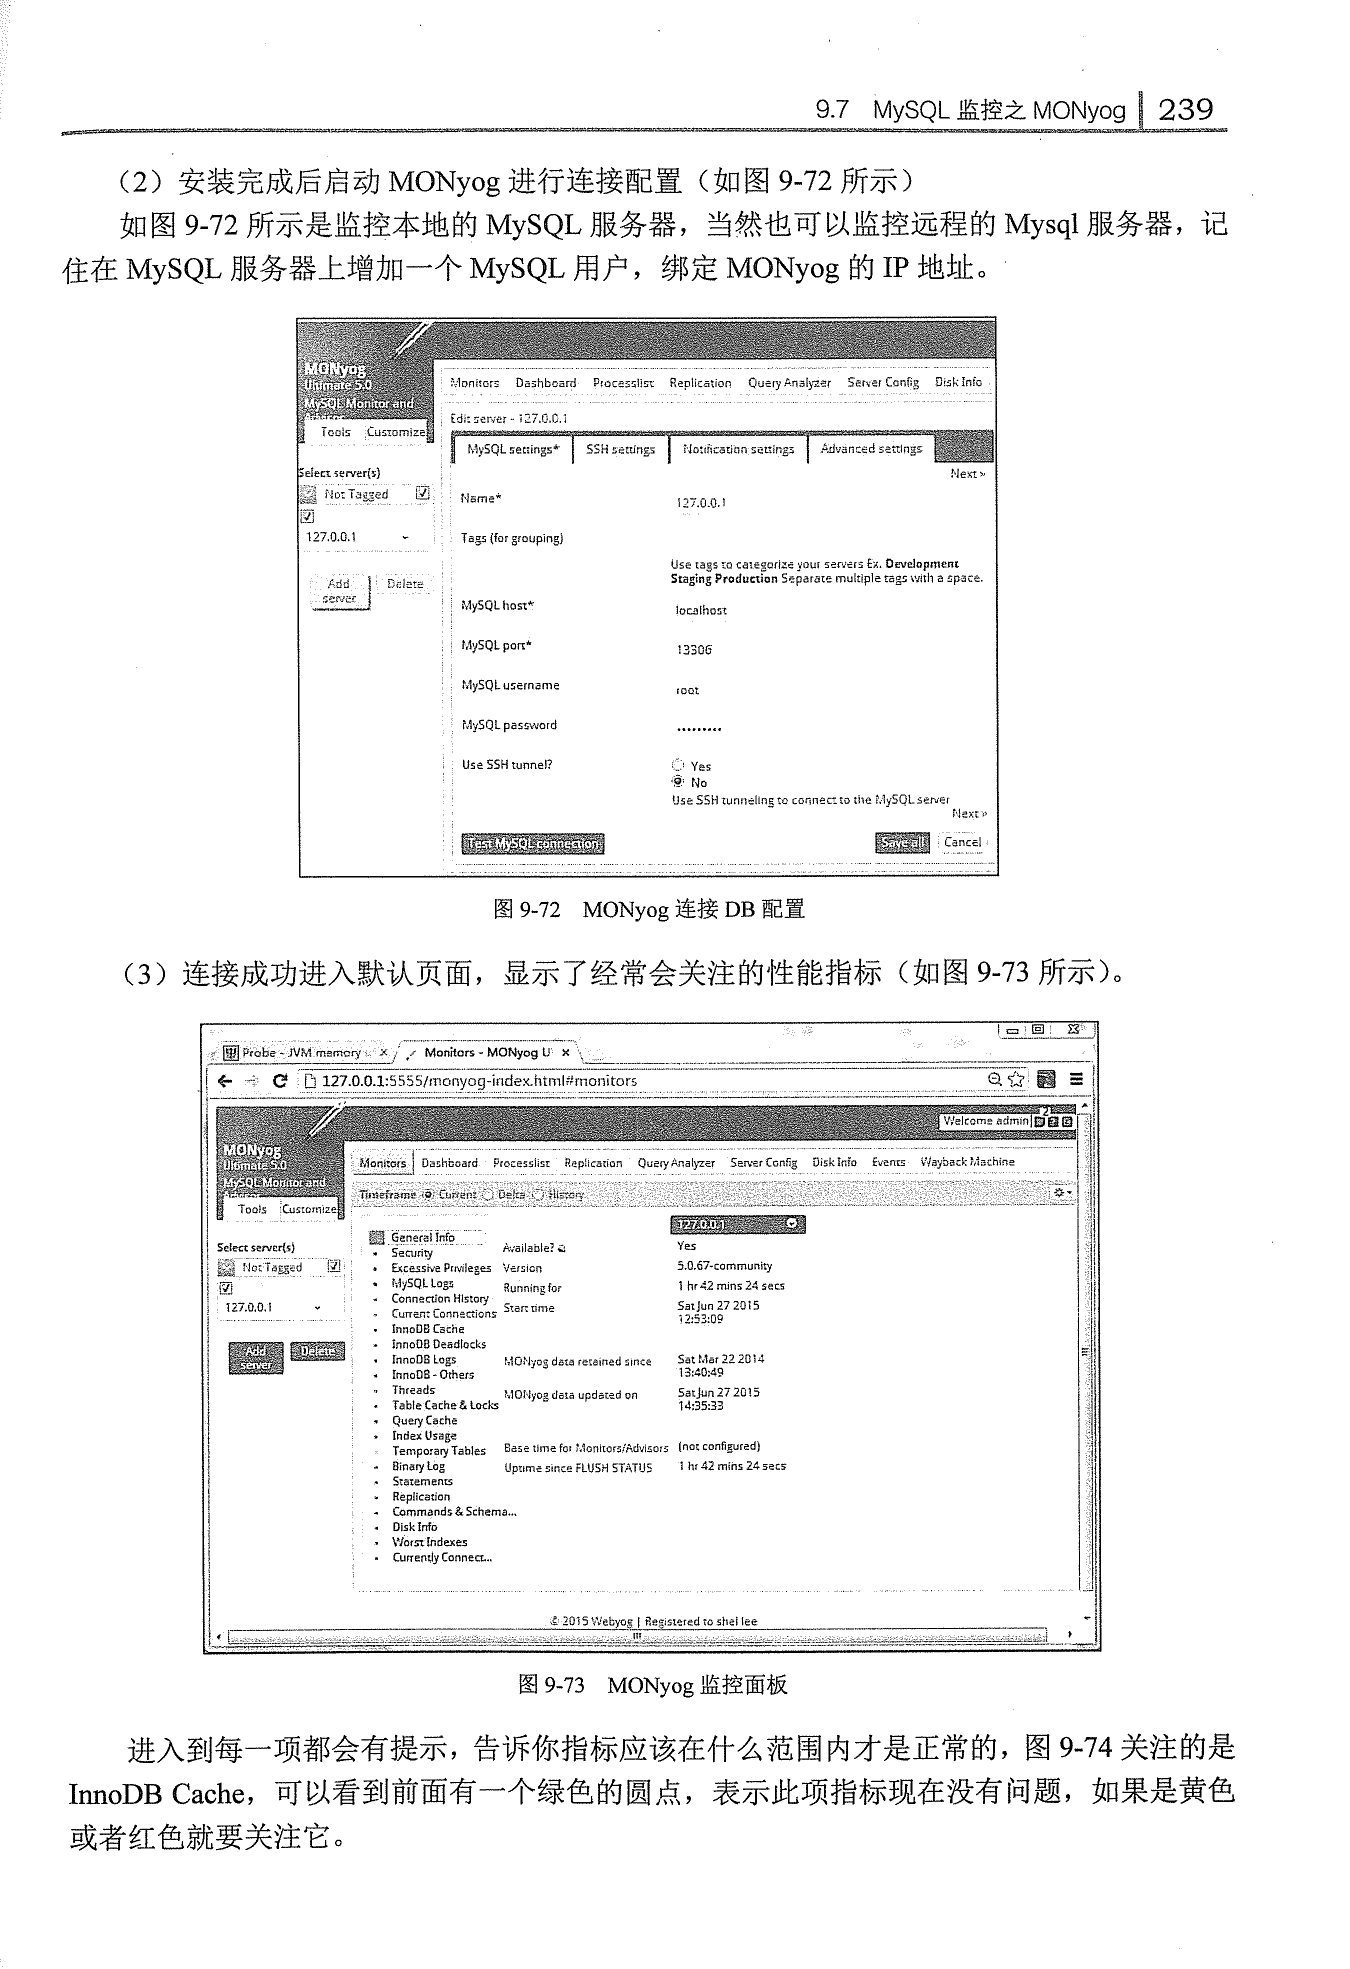 9.7 MySQL 监控之 MONyog 239
（2）安装完成后启动 MONyog 进行连接配置（如图 9-72 所示）
如图 9-72 所示是监控本地的 MySQL 服务器，当然也可以监控远程的 Mysql 服务器，记
住在 MySQL 服务器上增加一个 MySQL 用户，绑定 MONyog 的 IP 地址。
MONyog
Ultimate 5.0
MySQL Monitor and
Tools Customize
Monitors Dashboard Processlist Replication Query Analyzer Server Config Disk Info
Edit server - 127.0.0.1
MySQL settings* SSH settings Notification settings Advanced settings
Next »
Select server(s)
Not Tagged
127.0.0.1
Add server Delete
Name* 127.0.0.1
Tags (for grouping)
Use tags to categorize your servers Ex. Development
Staging Production Separate multiple tags with a space.
MySQL host* localhost
MySQL port* 13306
MySQL username root
MySQL password •••••••••
Use SSH tunnel? Yes
No
Use SSH tunneling to connect to the MySQL server
Next »
Test MySQL connection Save all Cancel
图 9-72 MONyog 连接 DB 配置
（3）连接成功进入默认页面，显示了经常会关注的性能指标（如图 9-73 所示）。
Probe - JVM memory Monitors - MONyog U
127.0.0.1:5555/monyog-index.html#monitors
Welcome admin
2
MONyog
Ultimate 5.0
MySQL Monitor and
Tools Customize
Monitors Dashboard Processlist Replication Query Analyzer Server Config Disk Info Events Wayback Machine
Timeframe Current Delta History
Select server(s)
Not Tagged
127.0.0.1
Add server Delete
127.0.0.1
General Info
Security
Excessive Privileges
MySQL Logs
Connection History
Current Connections
InnoDB Cache
InnoDB Deadlocks
InnoDB Logs
InnoDB - Others
Threads
Table Cache & Locks
Query Cache
Index Usage
Temporary Tables
Binary Log
Statements
Replication
Commands & Schema...
Disk Info
Worst Indexes
Currently Connect...
Available? Yes
Version 5.0.67-community
Running for 1 hr 42 mins 24 secs
Start time Sat Jun 27 2015
12:53:09
MONyog data retained since Sat Mar 22 2014
13:40:49
MONyog data updated on Sat Jun 27 2015
14:35:33
Base time for Monitors/Advisors (not configured)
Uptime since FLUSH STATUS 1 hr 42 mins 24 secs
© 2015 Webyog | Registered to shei lee
图 9-73 MONyog 监控面板
进入到每一项都会有提示，告诉你指标应该在什么范围内才是正常的，图 9-74 关注的是
InnoDB Cache，可以看到前面有一个绿色的圆点，表示此项指标现在没有问题，如果是黄色
或者红色就要关注它。